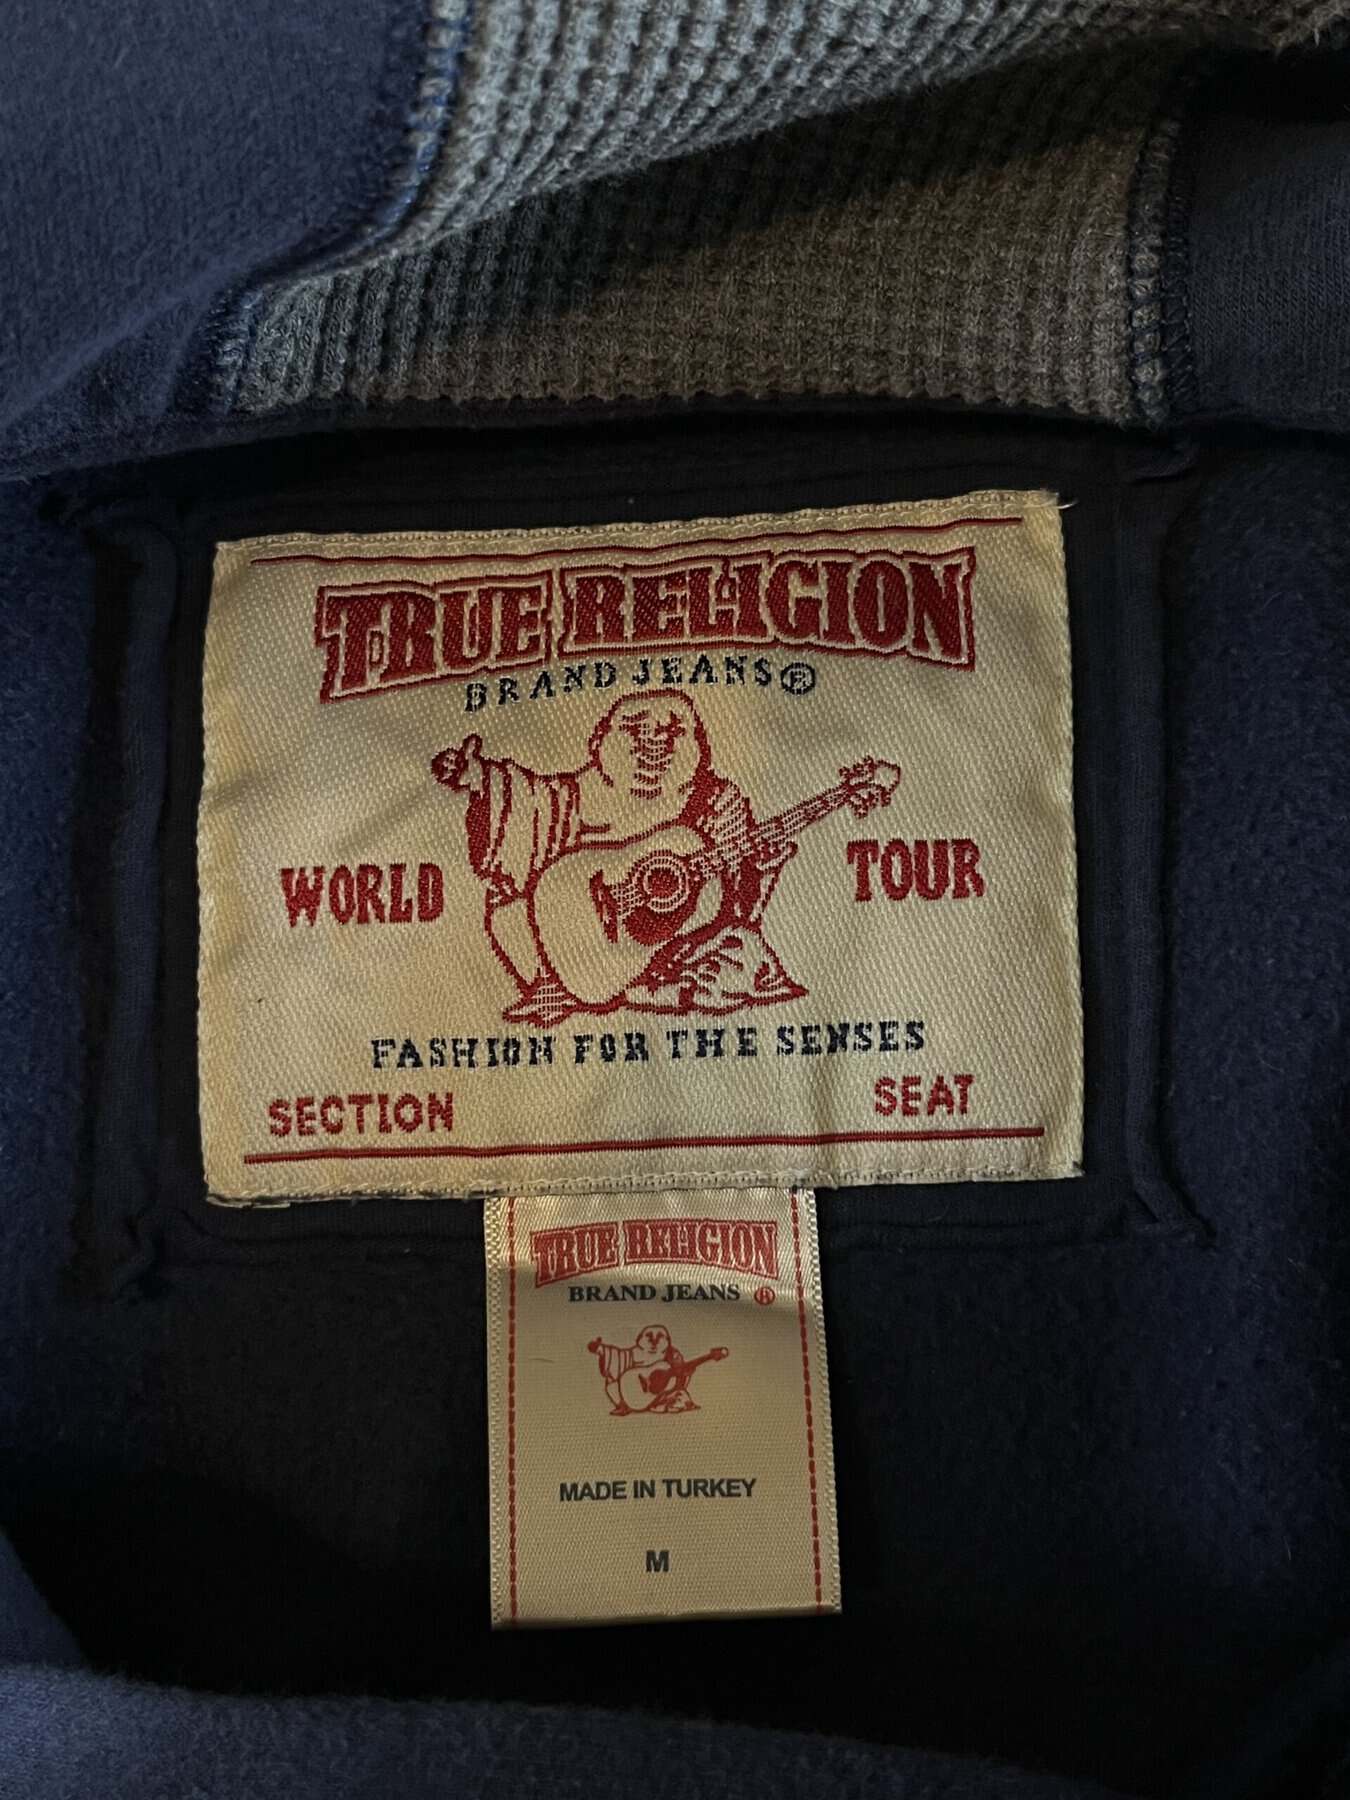 TRUE RELIGION
BRAND JEANS®
WORLD TOUR
FASHION FOR THE SENSES
SECTION SEAT
TRUE RELIGION
BRAND JEANS ®
MADE IN TURKEY
M